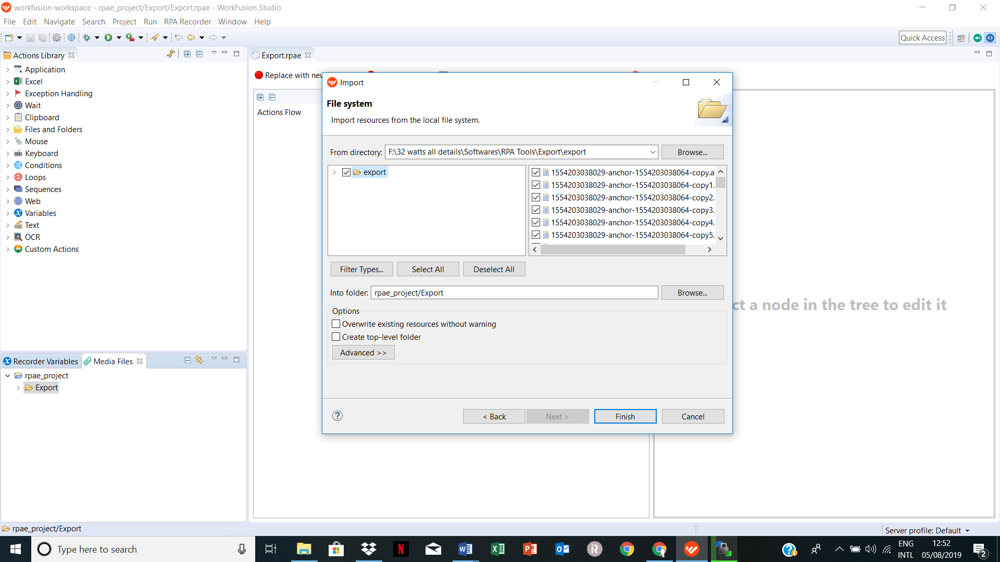 workfusion-workspace - rpae_project/Export/Export.rpae - WorkFusion Studio
File Edit Navigate Search Project Run RPA Recorder Window Help
Quick Access
Actions Library
Application
Excel
Exception Handling
Wait
Clipboard
Files and Folders
Mouse
Keyboard
Conditions
Loops
Sequences
Web
Variables
Text
OCR
Custom Actions
Recorder Variables
Media Files
rpae_project
Export
Export.rpae
Replace with new
Actions Flow
Import
File system
Import resources from the local file system.
From directory: F:\32 watts all details\Softwares\RPA Tools\Export\export Browse...
export
1554203038029-anchor-1554203038064-copy.a
1554203038029-anchor-1554203038064-copy1.
1554203038029-anchor-1554203038064-copy2.
1554203038029-anchor-1554203038064-copy3.
1554203038029-anchor-1554203038064-copy4.
1554203038029-anchor-1554203038064-copy5.
Filter Types... Select All Deselect All
Into folder: rpae_project/Export Browse...
Options
Overwrite existing resources without warning
Create top-level folder
Advanced >>
< Back Next > Finish Cancel
ct a node in the tree to edit it
rpae_project/Export
Server profile: Default
Type here to search
ENG
INTL
12:52
05/08/2019
2